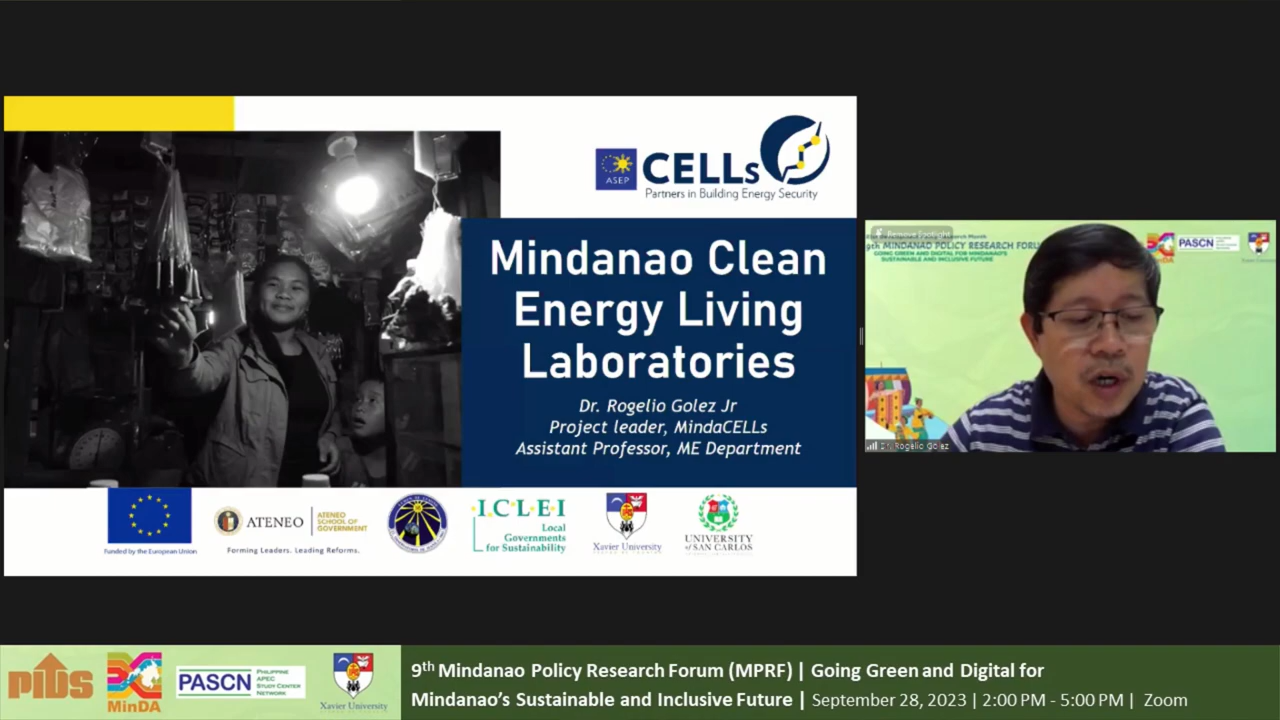 ASEP
CELLs
Partners in Building Energy Security
Mindanao Clean
Energy Living
Laboratories
Dr. Rogelio Golez Jr
Project leader, MindaCELLs
Assistant Professor, ME Department
Funded by the European Union
ATENEO
ATENEO
SCHOOL OF
GOVERNMENT
Forming Leaders. Leading Reforms.
I.C.L.E.I
Local
Governments
for Sustainability
Xavier University
UNIVERSITY
of SAN CARLOS
Remove Spotlight
9th MINDANAO POLICY RESEARCH FORUM
GOING GREEN AND DIGITAL FOR MINDANAO'S
SUSTAINABLE AND INCLUSIVE FUTURE
PASCN
Dr. Rogelio Golez
PIDS
MinDA
PASCN
PHILIPPINE
APEC
STUDY CENTER
NETWORK
Xavier University
9th Mindanao Policy Research Forum (MPRF) | Going Green and Digital for
Mindanao's Sustainable and Inclusive Future | September 28, 2023 | 2:00 PM - 5:00 PM | Zoom